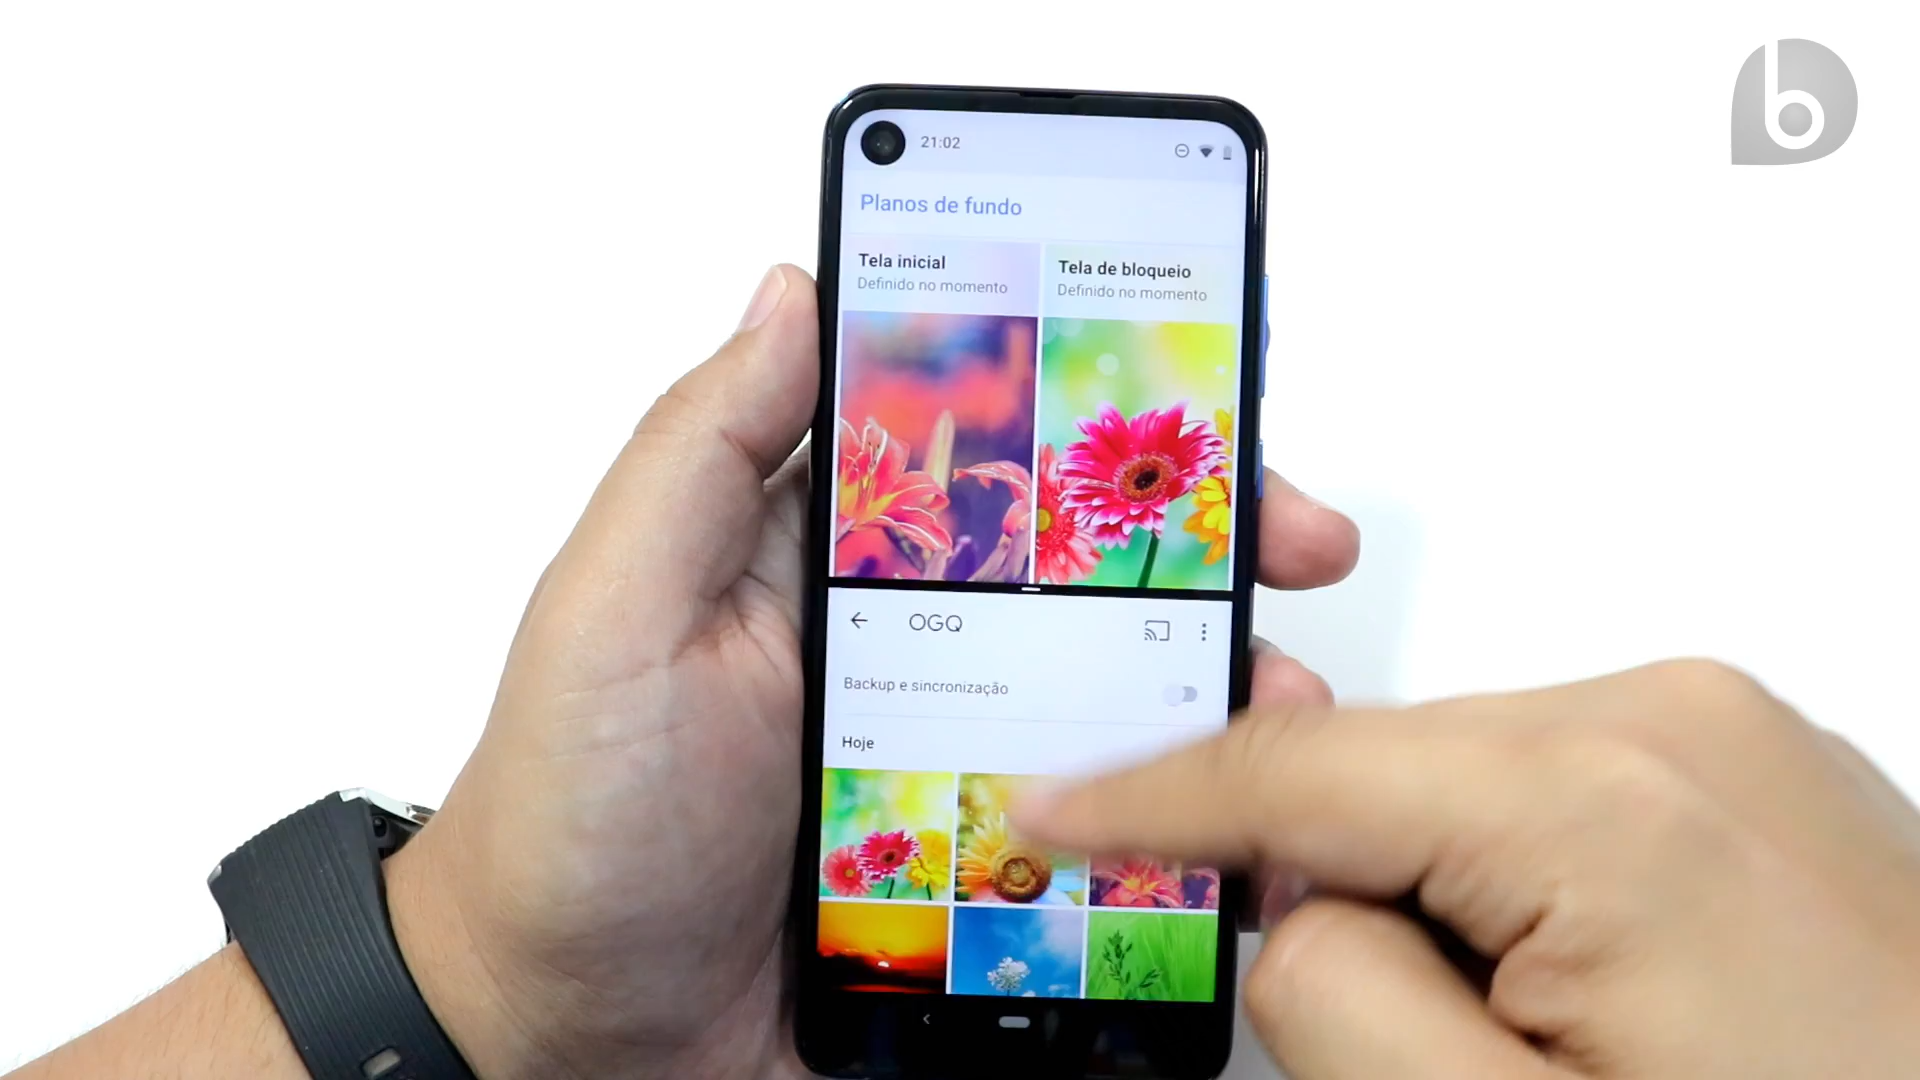 b
21:02
Planos de fundo
Tela inicial
Definido no momento
Tela de bloqueio
Definido no momento
OGQ
Backup e sincronização
Hoje